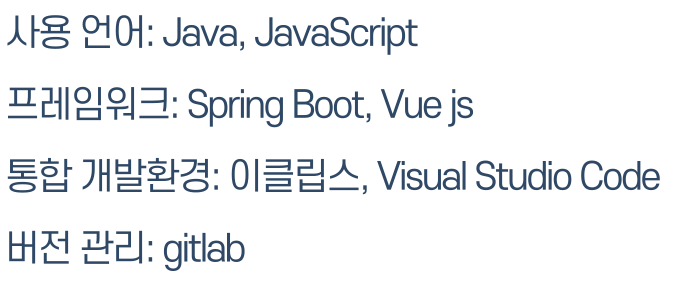 사용 언어: Java, JavaScript
프레임워크: Spring Boot, Vue js
통합 개발환경: 이클립스, Visual Studio Code
버전 관리: gitlab